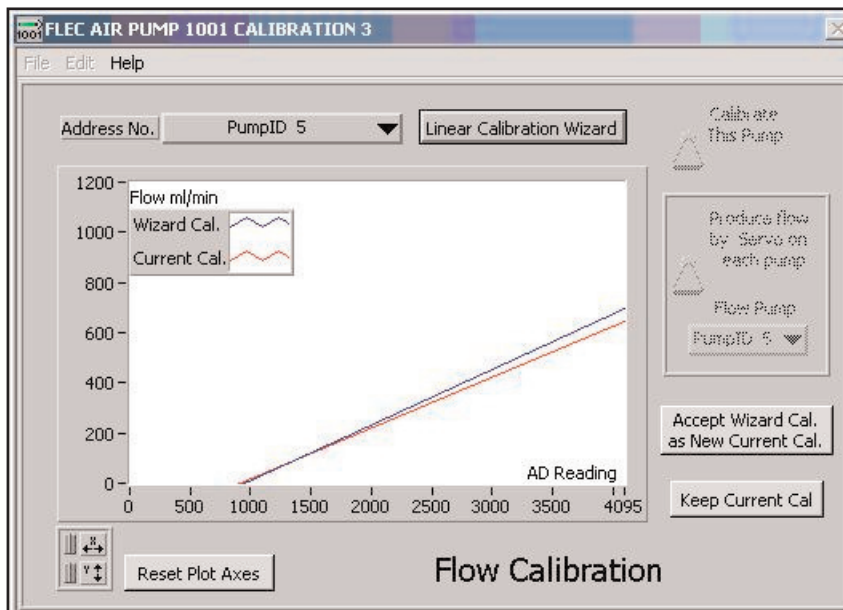 1001
FLEC AIR PUMP 1001 CALIBRATION 3
File Edit Help
Address No.
PumpID 5
Linear Calibration Wizard
Calibrate
This Pump
Flow ml/min
Wizard Cal.
Current Cal.
1200
1000
800
600
400
200
0
0 500 1000 1500 2000 2500 3000 3500 4095
AD Reading
Produce flow
by Servo on
each pump
Flow Pump
PumpID 5
Accept Wizard Cal.
as New Current Cal.
Keep Current Cal
X
Y
Reset Plot Axes
Flow Calibration